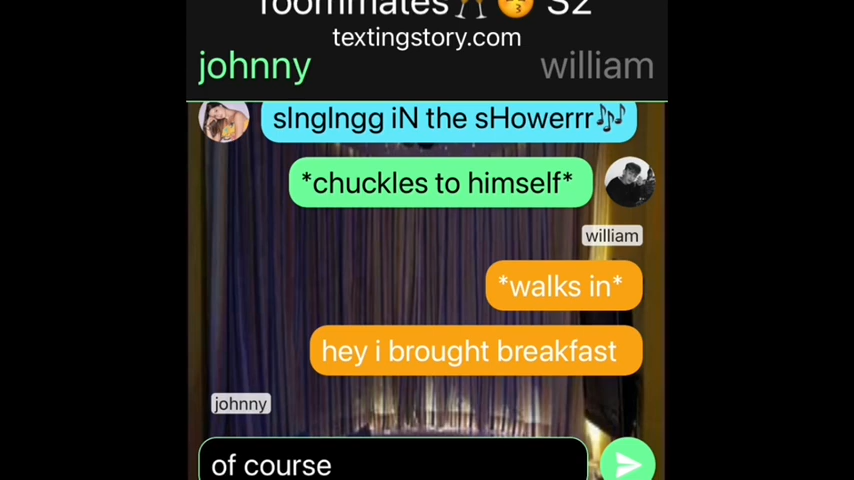 roommates🥂😚 S2
textingstory.com
johnny william
sIngIngg iN the sHowerrr🎶
*chuckles to himself*
william
*walks in*
hey i brought breakfast
johnny
of course